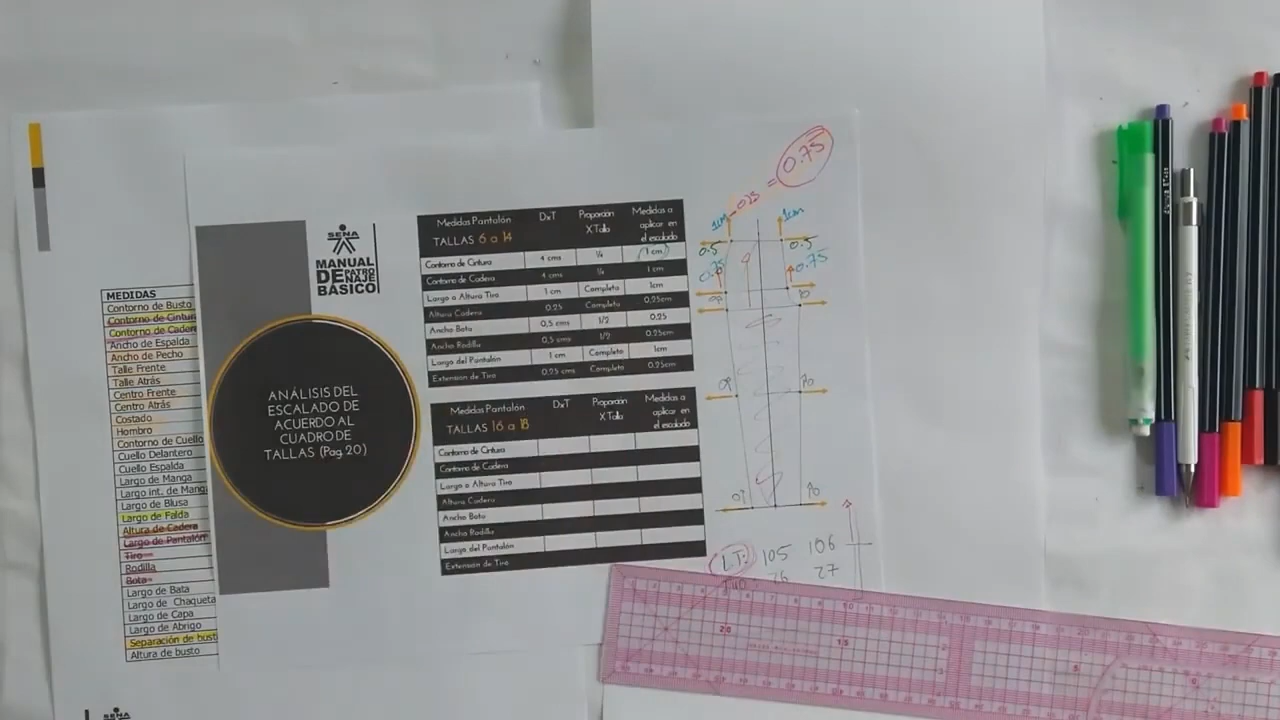 MEDIDAS
Contorno de Busto
Contorno de Cintura
Contorno de Cadera
Ancho de Espalda
Ancho de Pecho
Talle Frente
Talle Atrás
Centro Frente
Centro Atrás
Costado
Hombro
Contorno de Cuello
Cuello Delantero
Cuello Espalda
Largo de Manga
Largo int. de Manga
Largo de Blusa
Largo de Falda
Altura de Cadera
Largo de Pantalón
Tiro
Rodilla
Bota
Largo de Bata
Largo de Chaqueta
Largo de Capa
Largo de Abrigo
Separación de bust
Altura de busto
SENA
SENA
MANUAL
DE PATRO
NAJE
BÁSICO
ANÁLISIS DEL
ESCALADO DE
ACUERDO AL
CUADRO DE
TALLAS (Pag.20)
Medidas Pantalón TALLAS 6 a 14 DxT Proporción X Talla Medidas a aplicar en el escalado
Contorno de Cintura 4 cms ¼ 1 cm
Contorno de Cadera 4 cms ¼ 1 cm
Largo o Altura Tiro 1 cm Completo 1cm
Altura Cadera 0.25 Completo 0,25cm
Ancho Bota 0,5 cms 1/2 0.25
Ancho Rodilla 0,5 cms 1/2 0.25cm
Largo del Pantalón 1 cm Completo 1cm
Extension de Tiro 0.25 cms Completo 0.25cm
Medidas Pantalón TALLAS 16 a 18 DxT Proporción X Talla Medidas a aplicar en el escalado
Contorno de Cintura
Contorno de Cadera
Largo o Altura Tiro
Altura Cadera
Ancho Bota
Ancho Rodilla
Largo del Pantalón
Extension de Tiro
-025 = 0.75
1cm 1cm
0.5 0.5
0.75
L.T. 105 106
26 27